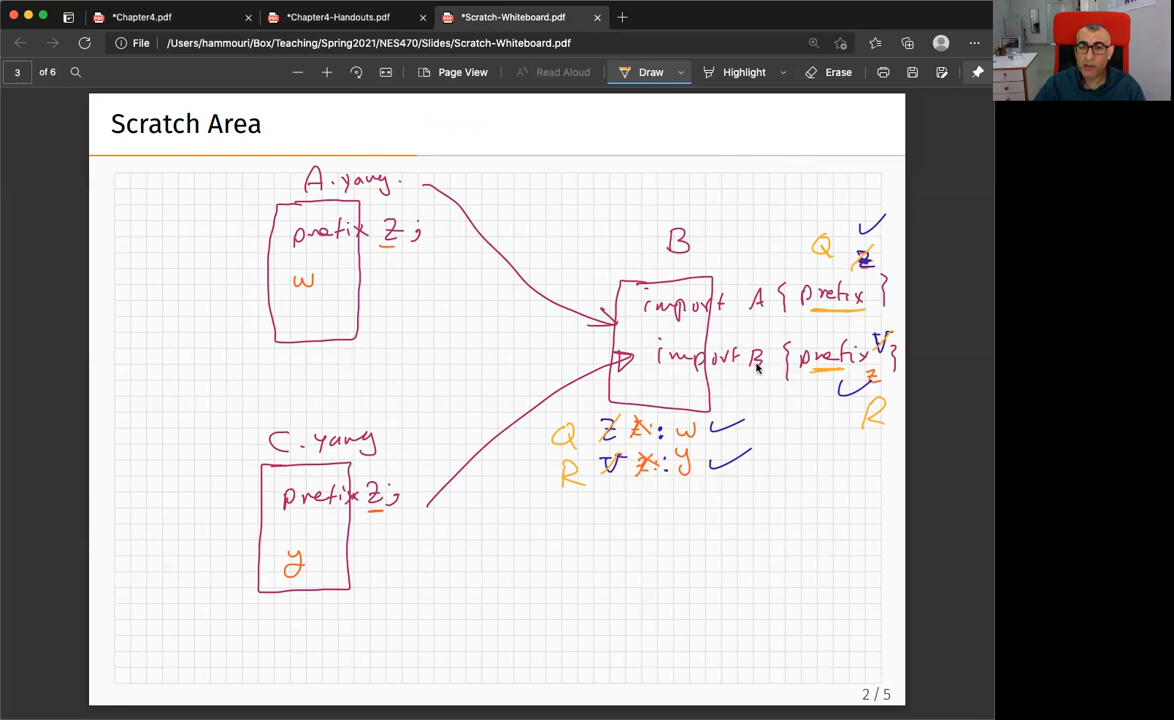 *Chapter4.pdf
*Chapter4-Handouts.pdf
*Scratch-Whiteboard.pdf
File
/Users/hammouri/Box/Teaching/Spring2021/NES470/Slides/Scratch-Whiteboard.pdf
3 of 6
Page View
Read Aloud
Draw
Highlight
Erase
Scratch Area
A.yang.
prefix Z;
w
B
Q
Z
import A { prefix }
import B { prefix V }
Z
R
Q Z Z: : w
R V Z: : y
C.yang
prefix Z;
y
2 / 5